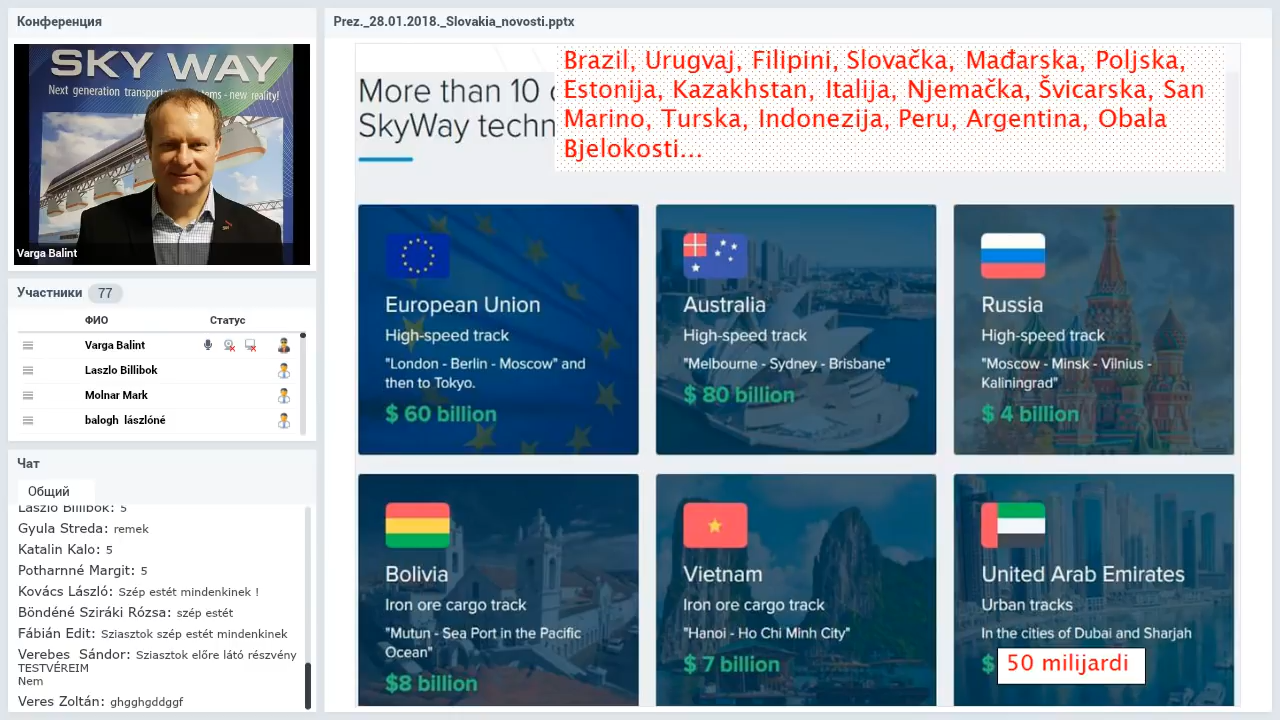 Конференция
SKY WAY
Next generation transportation systems - new reality!
Varga Balint
Участники 77
ФИО Статус
Varga Balint
Laszlo Billibok
Molnar Mark
balogh lászlóné
Чат
Общий
Laszlo Billibok: 5
Gyula Streda: remek
Katalin Kalo: 5
Potharnné Margit: 5
Kovács László: Szép estét mindenkinek !
Böndéné Sziráki Rózsa: szép estét
Fábián Edit: Sziasztok szép estét mindenkinek
Verebes Sándor: Sziasztok előre látó részvény
TESTVÉREIM
Nem
Veres Zoltán: ghgghgddggf
Prez._28.01.2018._Slovakia_novosti.pptx
More than 10
SkyWay techn
Brazil, Urugvaj, Filipini, Slovačka, Mađarska, Poljska,
Estonija, Kazakhstan, Italija, Njemačka, Švicarska, San
Marino, Turska, Indonezija, Peru, Argentina, Obala
Bjelokosti...
European Union
High-speed track
"London - Berlin - Moscow" and
then to Tokyo.
$ 60 billion
Australia
High-speed track
"Melbourne - Sydney - Brisbane"
$ 80 billion
Russia
High-speed track
"Moscow - Minsk - Vilnius -
Kaliningrad"
$ 4 billion
Bolivia
Iron ore cargo track
"Mutun - Sea Port in the Pacific
Ocean"
$8 billion
Vietnam
Iron ore cargo track
"Hanoi - Ho Chi Minh City"
$ 7 billion
United Arab Emirates
Urban tracks
In the cities of Dubai and Sharjah
$ 50 milijardi